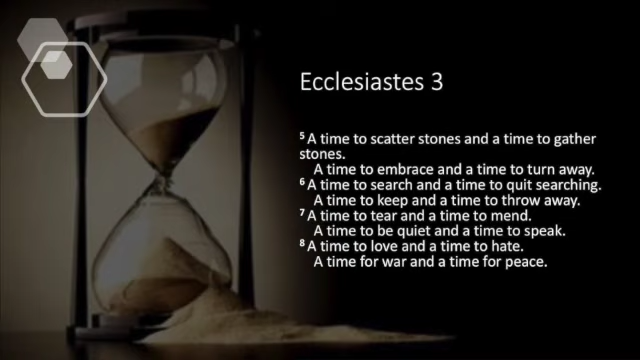 Ecclesiastes 3
⁵ A time to scatter stones and a time to gather
stones.
A time to embrace and a time to turn away.
⁶ A time to search and a time to quit searching.
A time to keep and a time to throw away.
⁷ A time to tear and a time to mend.
A time to be quiet and a time to speak.
⁸ A time to love and a time to hate.
A time for war and a time for peace.